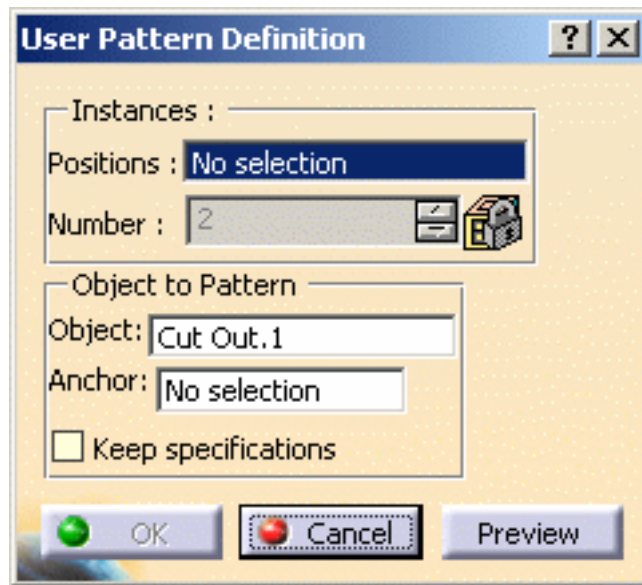 User Pattern Definition
Instances :
Positions : No selection
Number : 2
Object to Pattern
Object: Cut Out.1
Anchor: No selection
Keep specifications
OK Cancel Preview